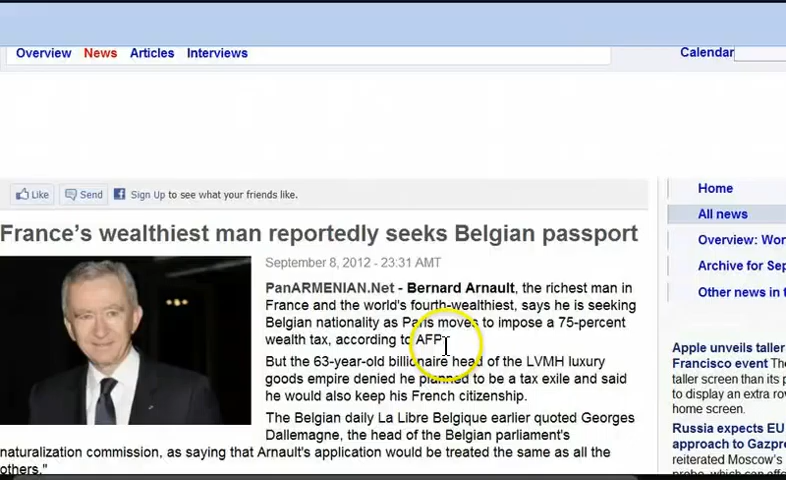 Overview News Articles Interviews
Calendar
Like Send Sign Up to see what your friends like.
France's wealthiest man reportedly seeks Belgian passport
September 8, 2012 - 23:31 AMT
PanARMENIAN.Net - Bernard Arnault, the richest man in
France and the world's fourth-wealthiest, says he is seeking
Belgian nationality as Paris moves to impose a 75-percent
wealth tax, according to AFP.
But the 63-year-old billionaire head of the LVMH luxury
goods empire denied he planned to be a tax exile and said
he would also keep his French citizenship.
The Belgian daily La Libre Belgique earlier quoted Georges
Dallemagne, the head of the Belgian parliament's
naturalization commission, as saying that Arnault's application would be treated the same as all the
others."
Home
All news
Overview: Wor
Archive for Sep
Other news in t
Apple unveils taller
Francisco event The
taller screen than its p
to display an extra rov
home screen.
Russia expects EU
approach to Gazpr
reiterated Moscow's